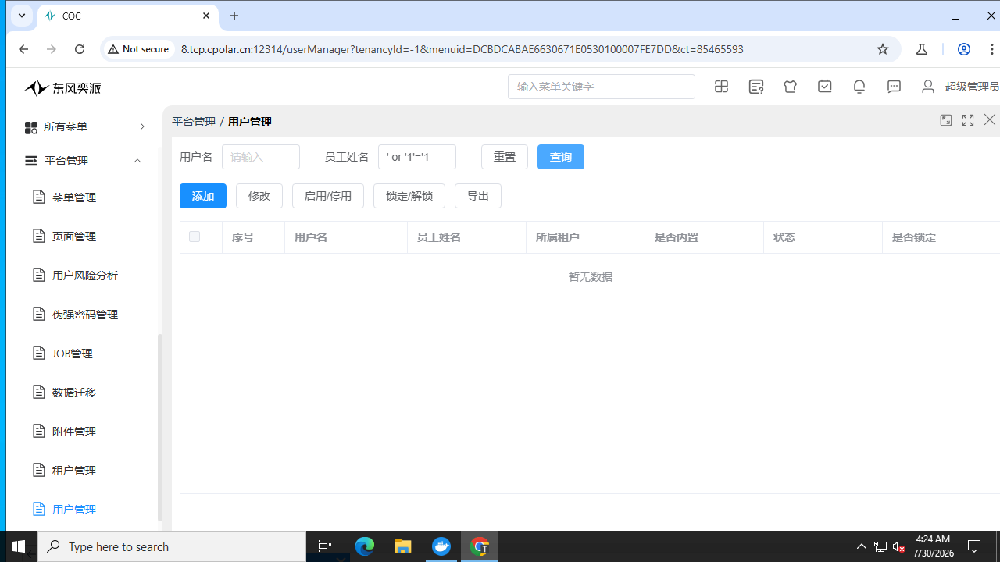 COC
Not secure
8.tcp.cpolar.cn:12314/userManager?tenancyId=-1&menuid=DCBDCABAE6630671E0530100007FE7DD&ct=85465593
东风奕派
输入菜单关键字
超级管理员
所有菜单
平台管理 / 用户管理
平台管理
用户名 请输入 员工姓名 ' or '1'='1 重置 查询
菜单管理
添加 修改 启用/停用 锁定/解锁 导出
页面管理
序号 用户名 员工姓名 所属租户 是否内置 状态 是否锁定
用户风险分析
暂无数据
伪强密码管理
JOB管理
数据迁移
附件管理
租户管理
用户管理
Type here to search
4:24 AM
7/30/2026